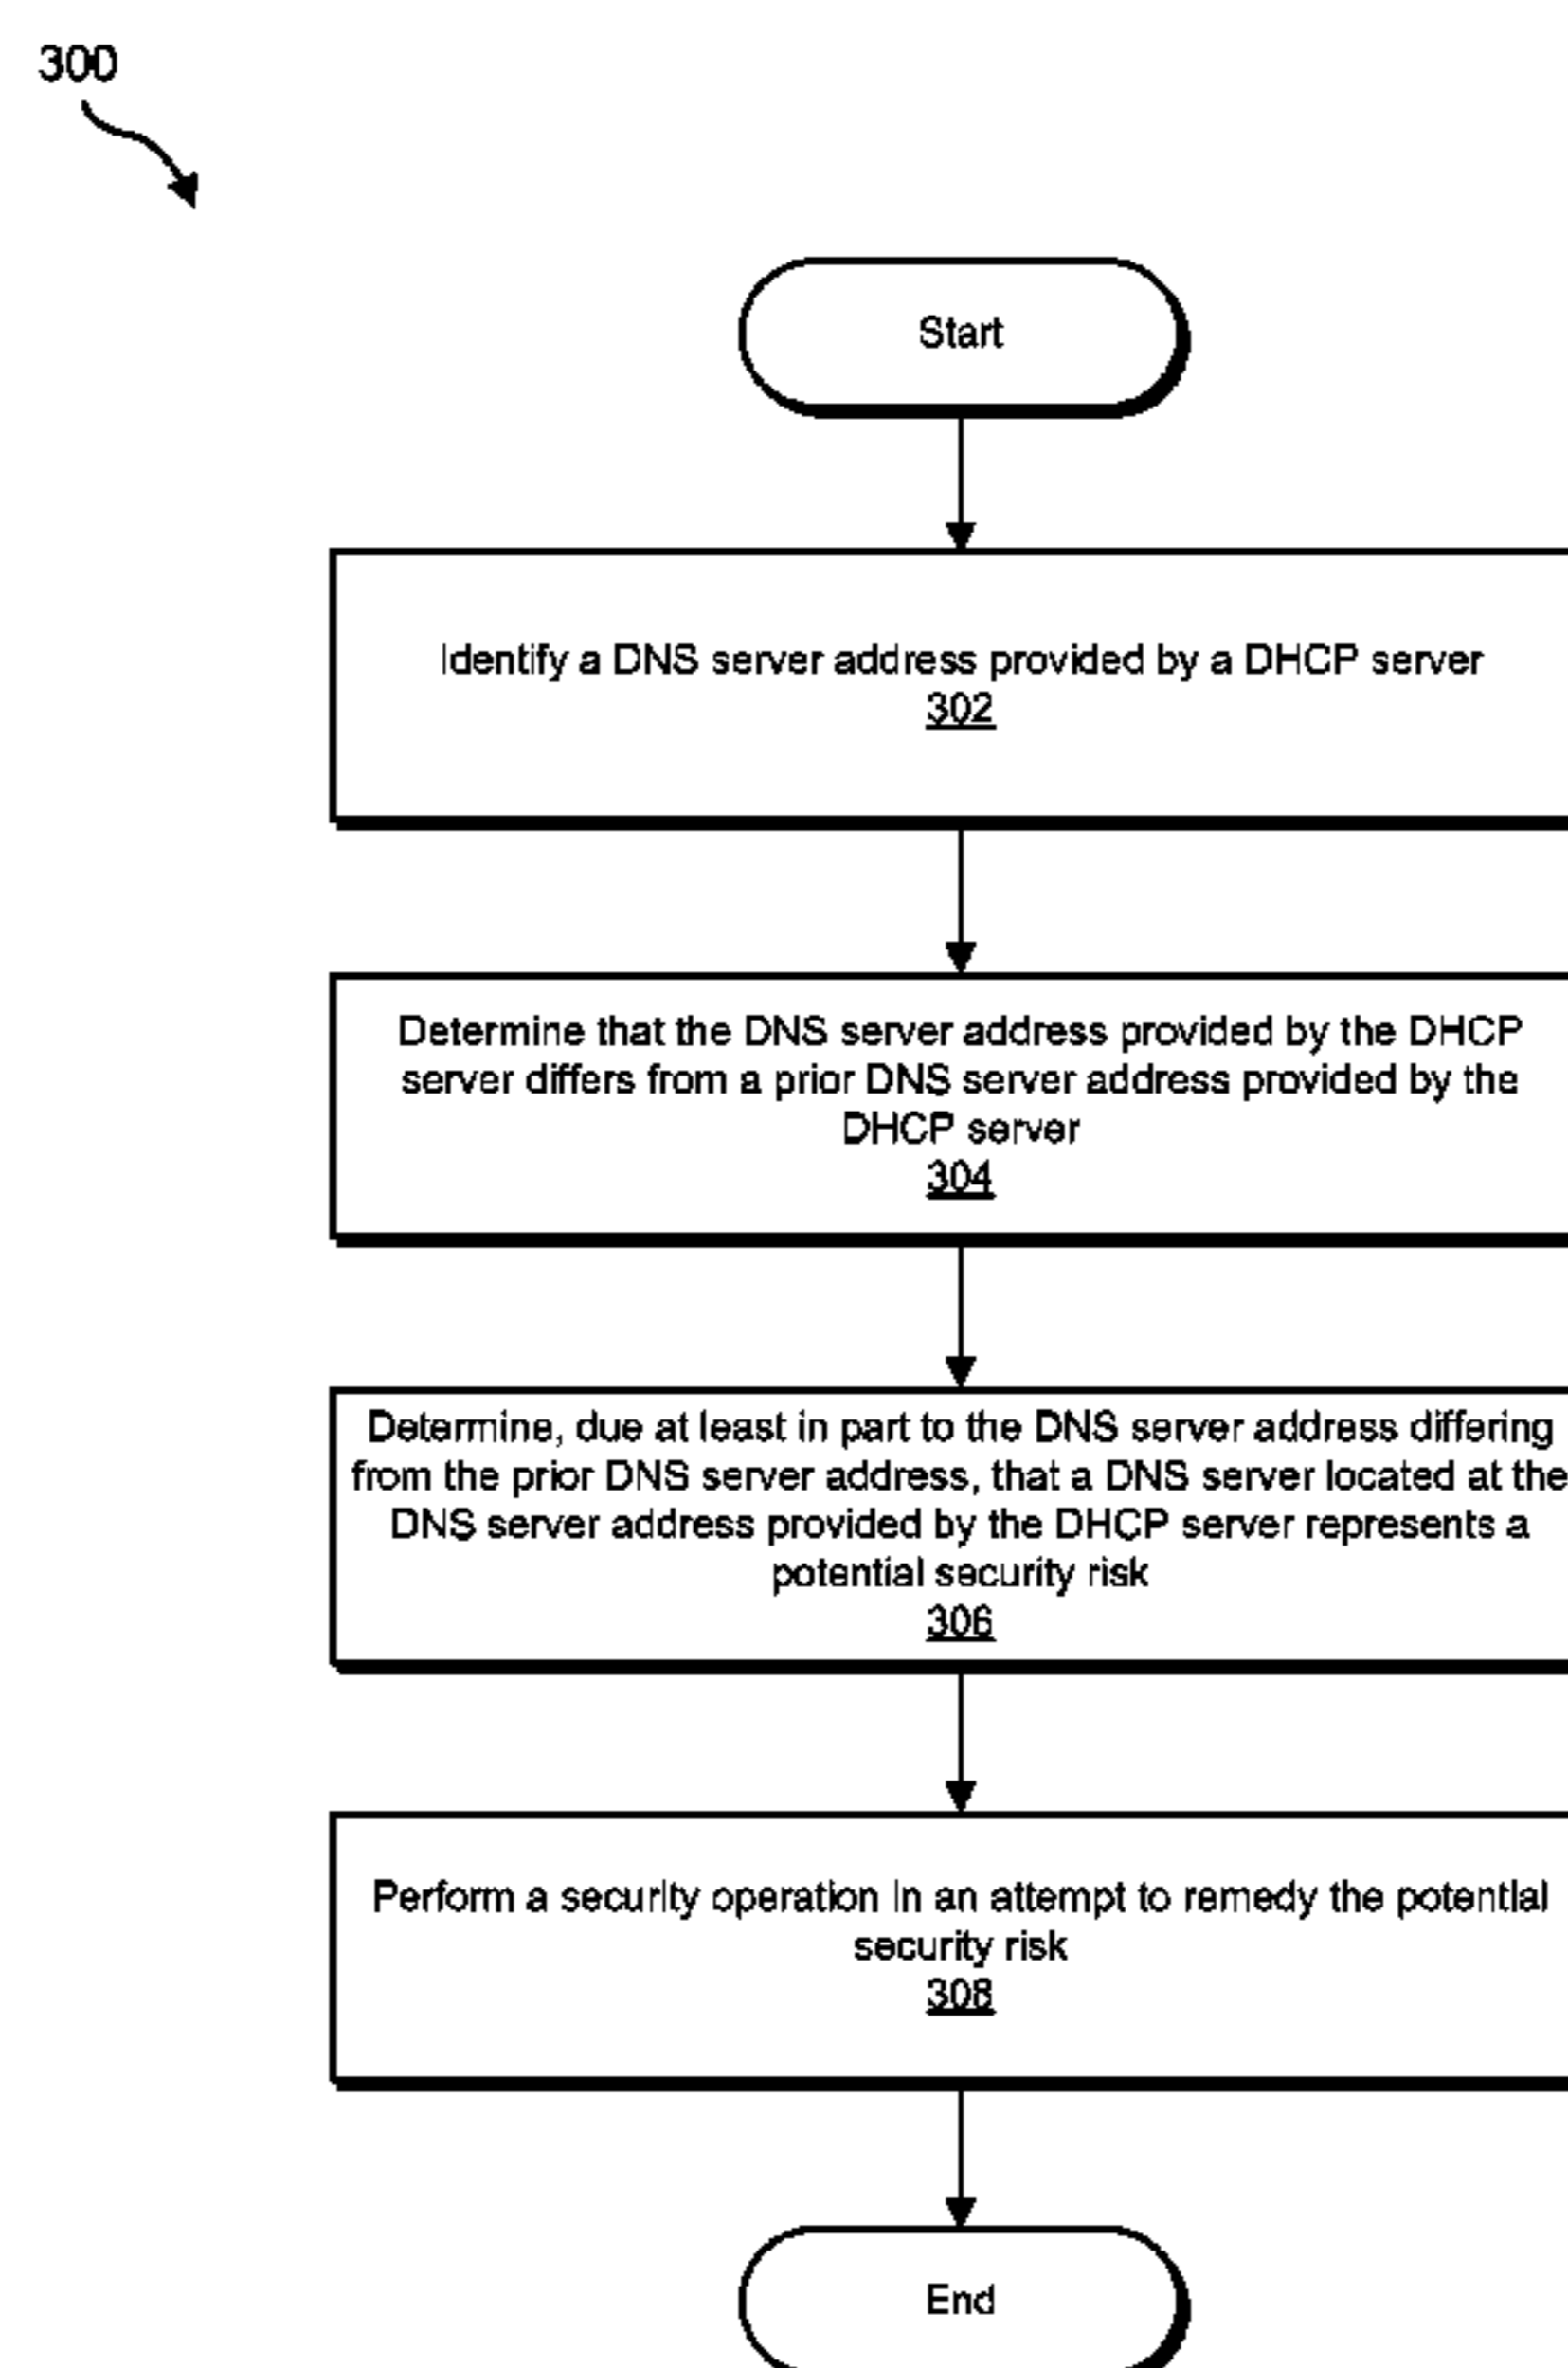 300
Start
Identify a DNS server address provided by a DHCP server
302
Determine that the DNS server address provided by the DHCP
server differs from a prior DNS server address provided by the
DHCP server
304
Determine, due at least in part to the DNS server address differing
from the prior DNS server address, that a DNS server located at the
DNS server address provided by the DHCP server represents a
potential security risk
306
Perform a security operation in an attempt to remedy the potential
security risk
308
End